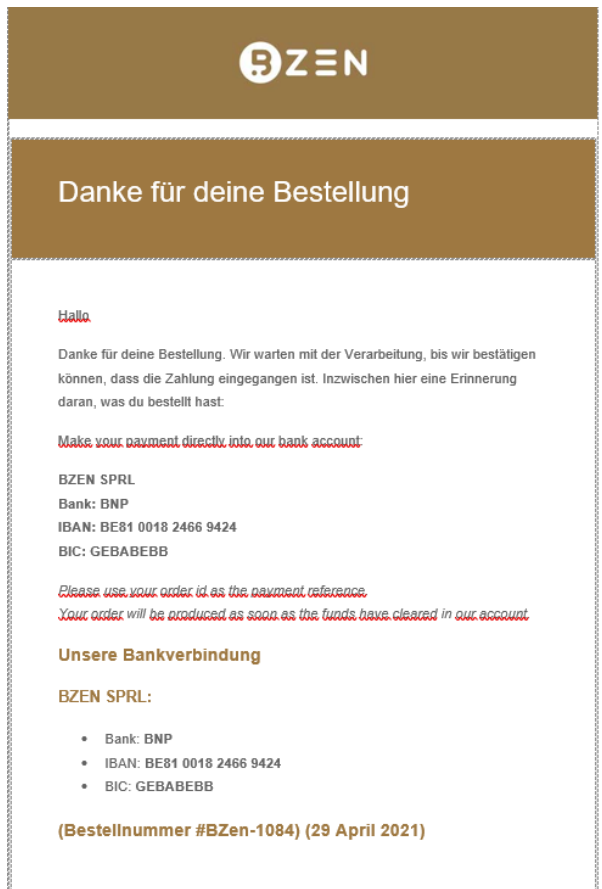 BZEN
Danke für deine Bestellung
Hallo
Danke für deine Bestellung. Wir warten mit der Verarbeitung, bis wir bestätigen
können, dass die Zahlung eingegangen ist. Inzwischen hier eine Erinnerung
daran, was du bestellt hast:
Make your payment directly into our bank account:
BZEN SPRL
Bank: BNP
IBAN: BE81 0018 2466 9424
BIC: GEBABEBB
Please use your order id as the payment reference.
Your order will be produced as soon as the funds have cleared in our account.
Unsere Bankverbindung
BZEN SPRL:
• Bank: BNP
• IBAN: BE81 0018 2466 9424
• BIC: GEBABEBB
(Bestellnummer #BZen-1084) (29 April 2021)